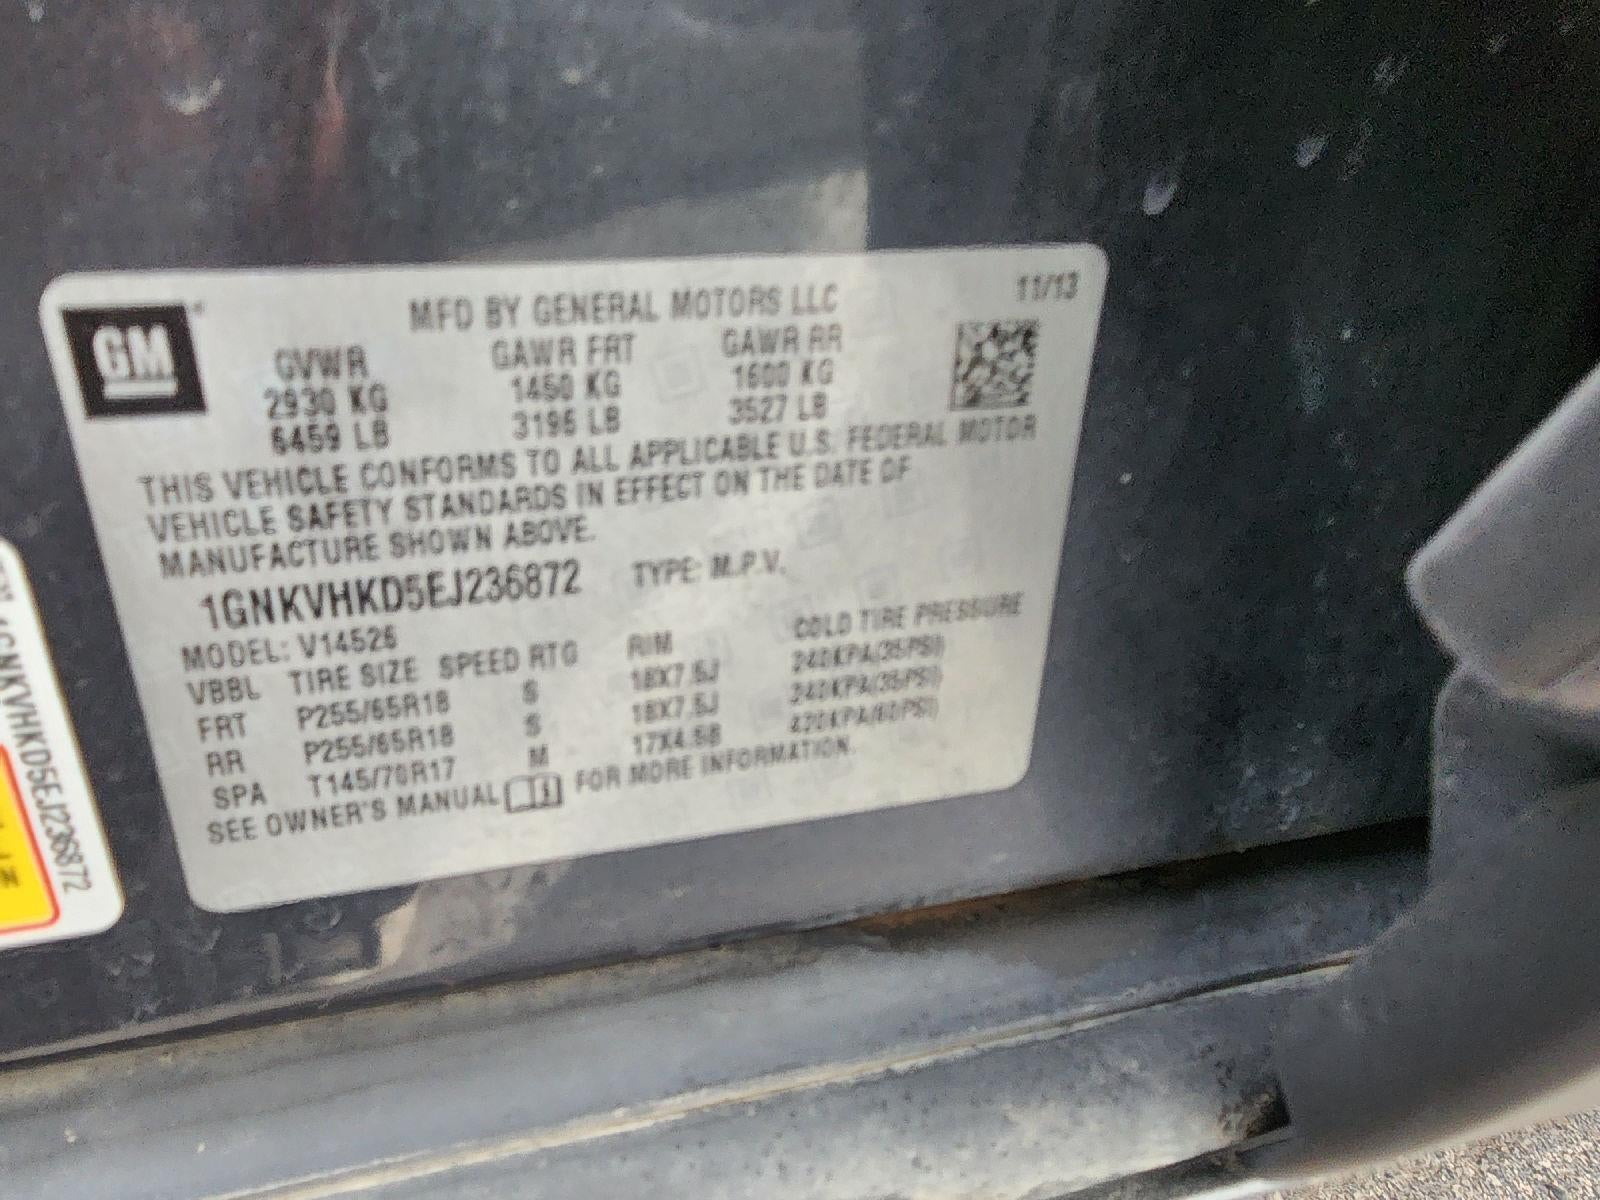 GM
MFD BY GENERAL MOTORS LLC 11/13
GVWR GAWR FRT GAWR RR
2930 KG 1450 KG 1600 KG
6459 LB 3196 LB 3527 LB
THIS VEHICLE CONFORMS TO ALL APPLICABLE U.S. FEDERAL MOTOR
VEHICLE SAFETY STANDARDS IN EFFECT ON THE DATE OF
MANUFACTURE SHOWN ABOVE.
1GNKVHKD5EJ236872 TYPE: M.P.V.
MODEL: V14526
VBBL TIRE SIZE SPEED RTG RIM COLD TIRE PRESSURE
FRT P255/65R18 S 18X7.5J 240KPA(35PSI)
RR P255/65R18 S 18X7.5J 240KPA(35PSI)
SPA T145/70R17 M 17X4.5B 420KPA(60PSI)
SEE OWNER'S MANUAL FOR MORE INFORMATION.
1GNKVHKD5EJ236872